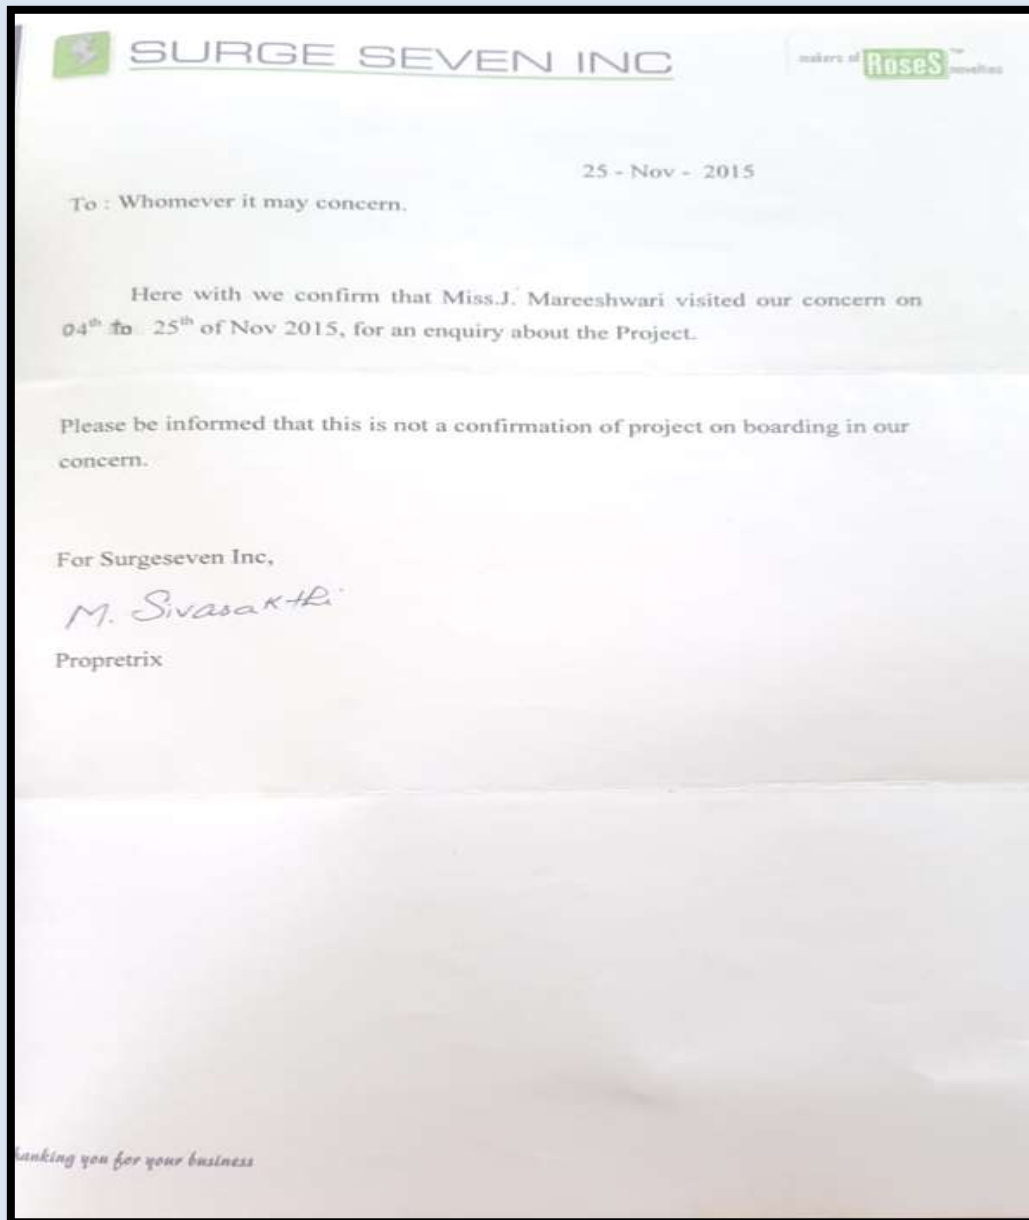 SURGE SEVEN INC
makers of RoseS novelties
25 - Nov - 2015
To : Whomever it may concern.
Here with we confirm that Miss.J. Mareeshwari visited our concern on
04th to 25th of Nov 2015, for an enquiry about the Project.
Please be informed that this is not a confirmation of project on boarding in our
concern.
For Surgeseven Inc,
M. Sivasakthi
Propretrix
hanking you for your business